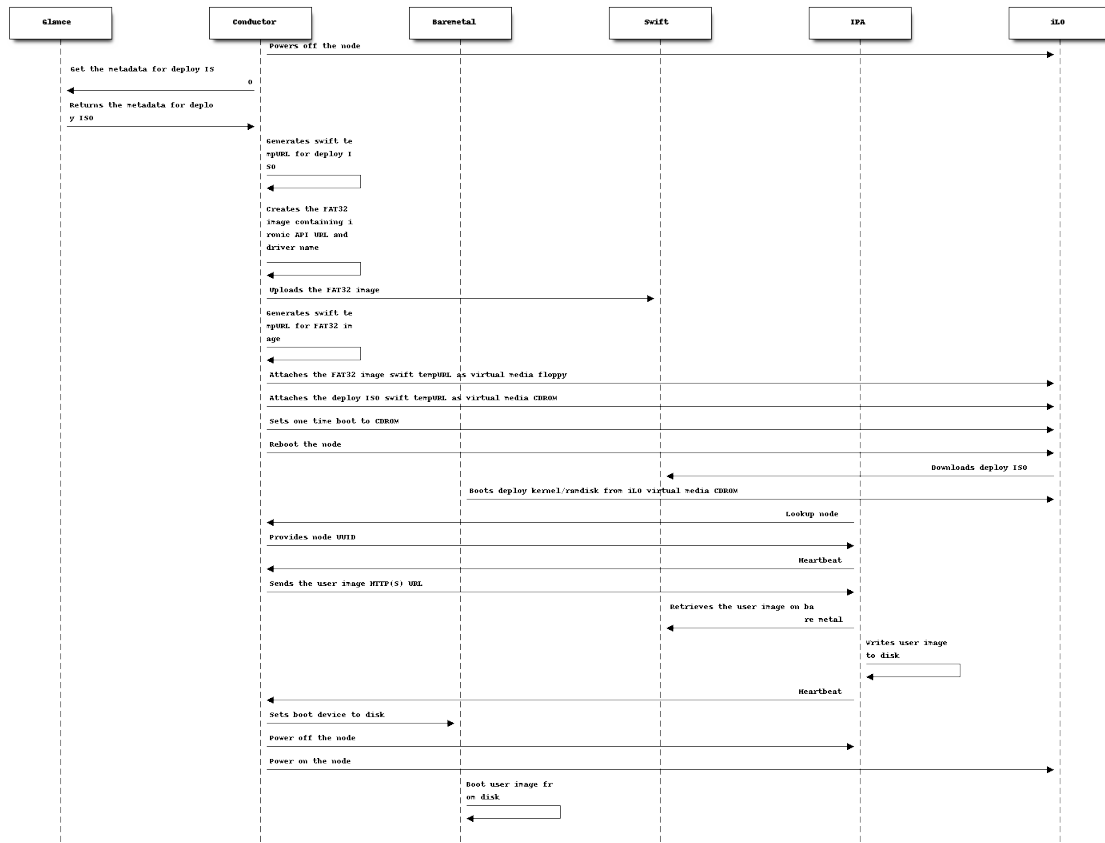 Glance
Conductor
Baremetal
Swift
IPA
iLO
Powers off the node
Get the metadata for deploy IS
O
Returns the metadata for deplo
y ISO
Generates swift te
mpURL for deploy I
SO
Creates the FAT32
image containing i
ronic API URL and
driver name
Uploads the FAT32 image
Generates swift te
mpURL for FAT32 im
age
Attaches the FAT32 image swift tempURL as virtual media floppy
Attaches the deploy ISO swift tempURL as virtual media CDROM
Sets one time boot to CDROM
Reboot the node
Downloads deploy ISO
Boots deploy kernel/ramdisk from iLO virtual media CDROM
Lookup node
Provides node UUID
Heartbeat
Sends the user image HTTP(S) URL
Retrieves the user image on ba
re metal
Writes user image
to disk
Heartbeat
Sets boot device to disk
Power off the node
Power on the node
Boot user image fr
om disk